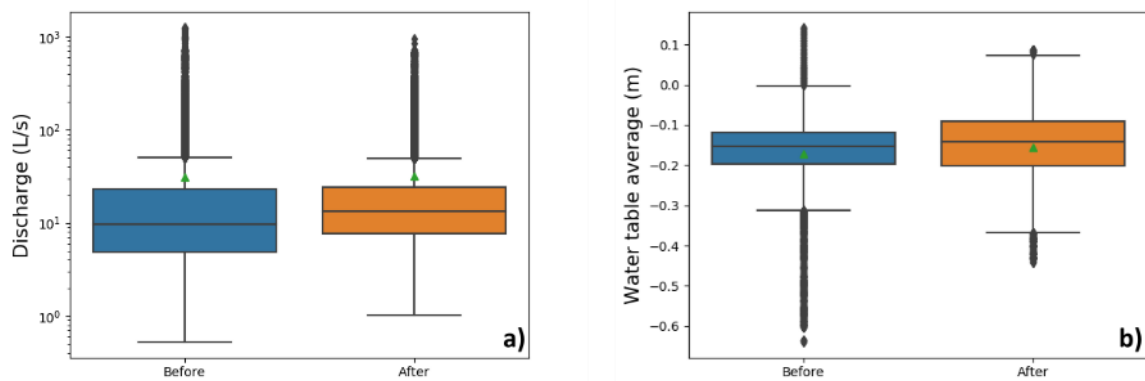 Discharge (L/s)
10³
10²
10¹
10⁰
Before
After
a)
Water table average (m)
0.1
0.0
−0.1
−0.2
−0.3
−0.4
−0.5
−0.6
Before
After
b)